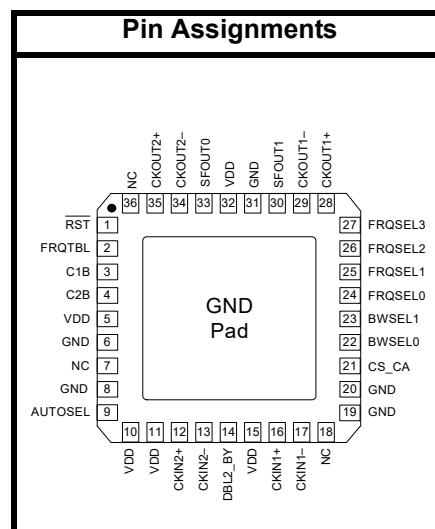 Pin Assignments
NC
CKOUT2+
CKOUT2–
SFOUT0
VDD
GND
SFOUT1
CKOUT1–
CKOUT1+
36 35 34 33 32 31 30 29 28
RST 1
FRQTBL 2
C1B 3
C2B 4
VDD 5
GND 6
NC 7
GND 8
AUTOSEL 9
GND
Pad
27 FRQSEL3
26 FRQSEL2
25 FRQSEL1
24 FRQSEL0
23 BWSEL1
22 BWSEL0
21 CS_CA
20 GND
19 GND
10 11 12 13 14 15 16 17 18
VDD
VDD
CKIN2+
CKIN2–
DBL2_BY
VDD
CKIN1+
CKIN1–
NC